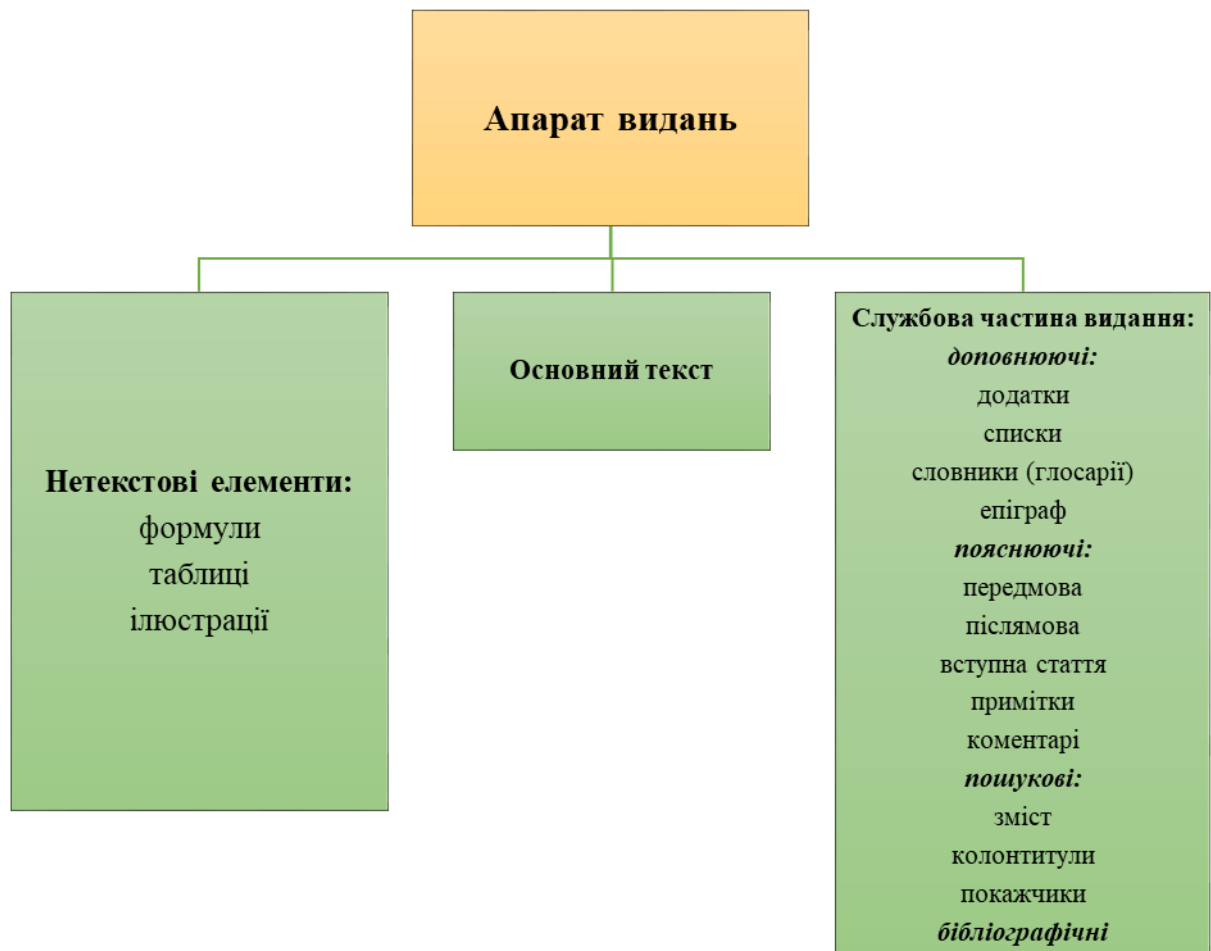 Апарат видань
Нетекстові елементи:
формули
таблиці
ілюстрації
Основний текст
Службова частина видання:
доповнюючі:
додатки
списки
словники (глосарії)
епіграф
пояснюючі:
передмова
післямова
вступна стаття
примітки
коментарі
пошукові:
зміст
колонтитули
покажчики
бібліографічні